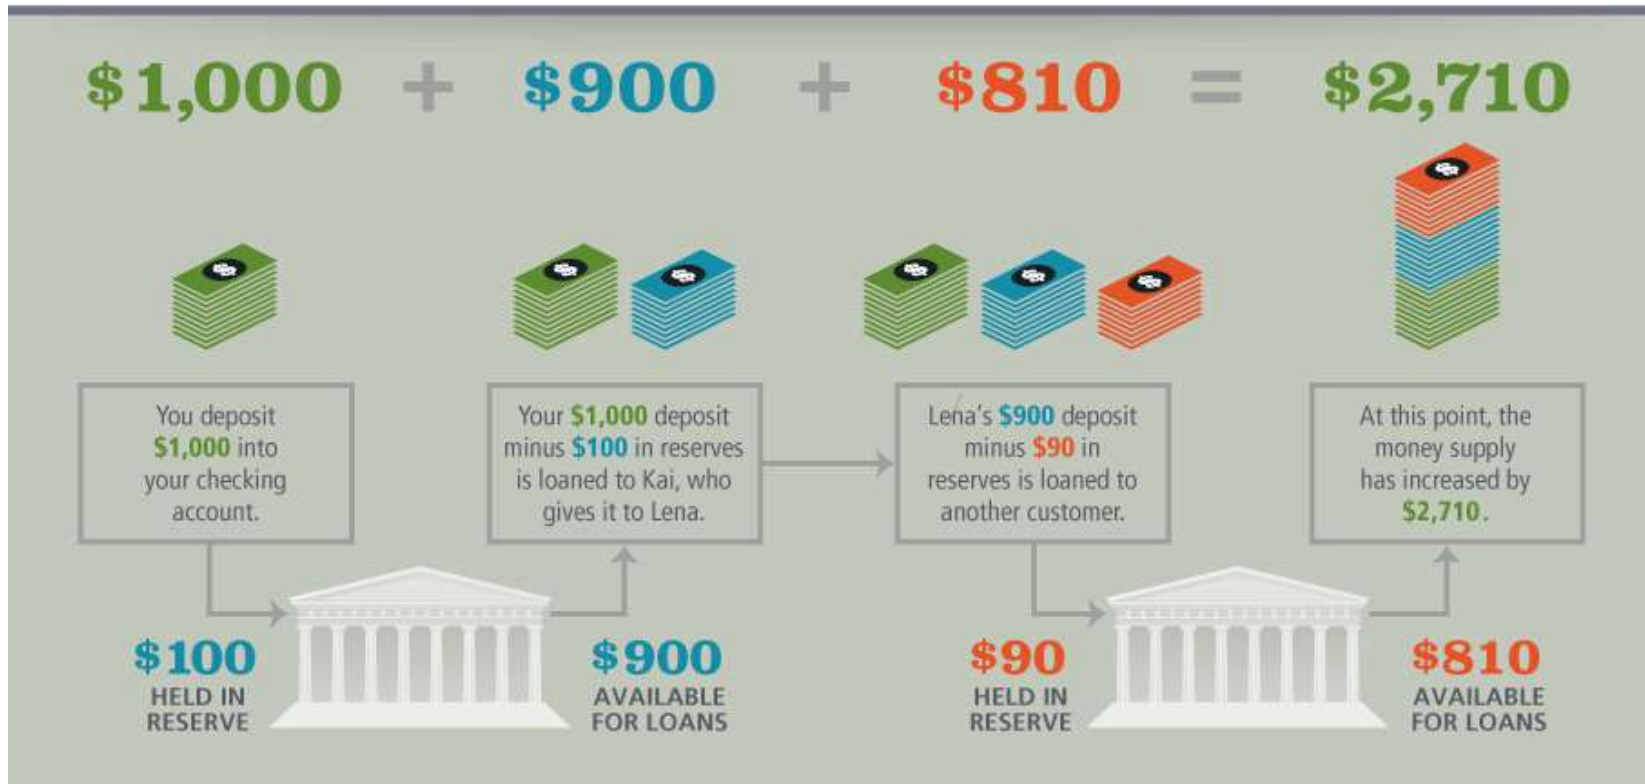 $1,000 + $900 + $810 = $2,710
You deposit
$1,000 into
your checking
account.
Your $1,000 deposit
minus $100 in reserves
is loaned to Kai, who
gives it to Lena.
Lena's $900 deposit
minus $90 in
reserves is loaned to
another customer.
At this point, the
money supply
has increased by
$2,710.
$100
HELD IN
RESERVE
$900
AVAILABLE
FOR LOANS
$90
HELD IN
RESERVE
$810
AVAILABLE
FOR LOANS